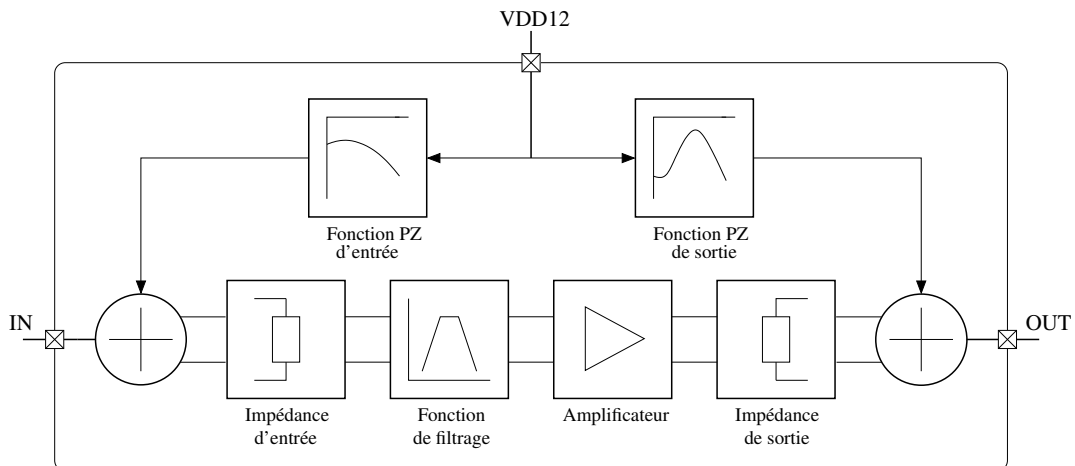 VDD12
Fonction PZ
d'entrée
Fonction PZ
de sortie
IN
OUT
Impédance
d'entrée
Fonction
de filtrage
Amplificateur
Impédance
de sortie